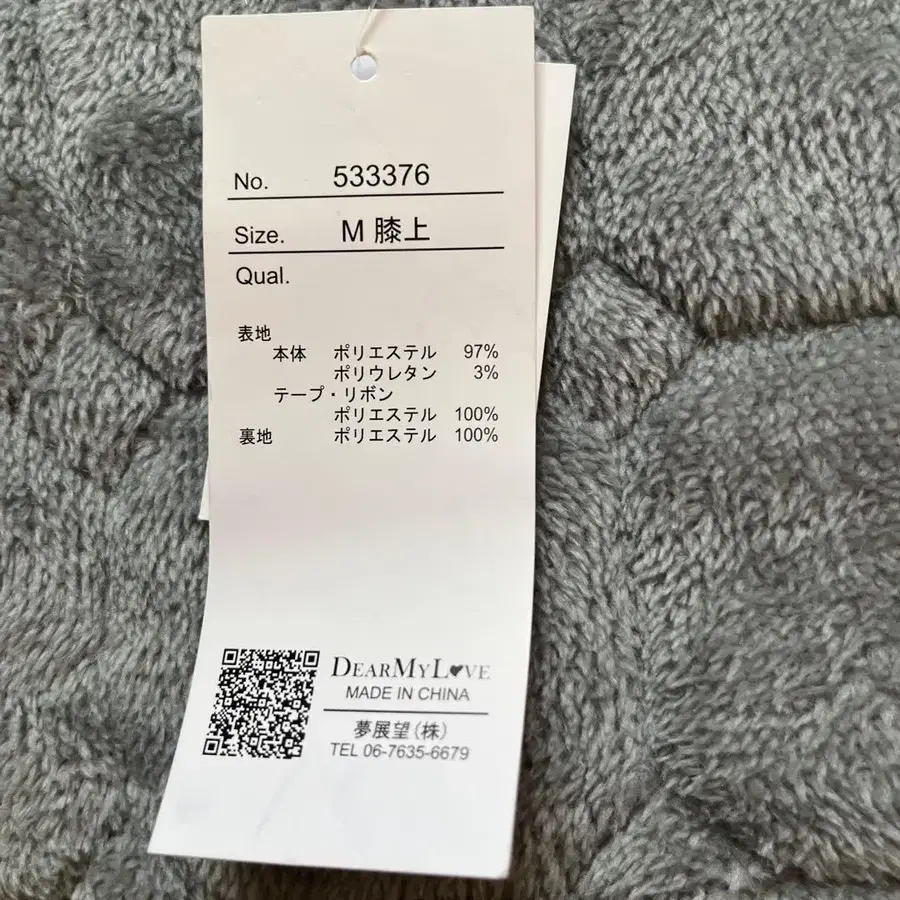 No. 533376
Size. M 膝上
Qual.
表地
本体 ポリエステル 97%
ポリウレタン 3%
テープ・リボン
ポリエステル 100%
裏地 ポリエステル 100%
DEARMYL♥VE
MADE IN CHINA
夢展望(株)
TEL 06-7635-6679